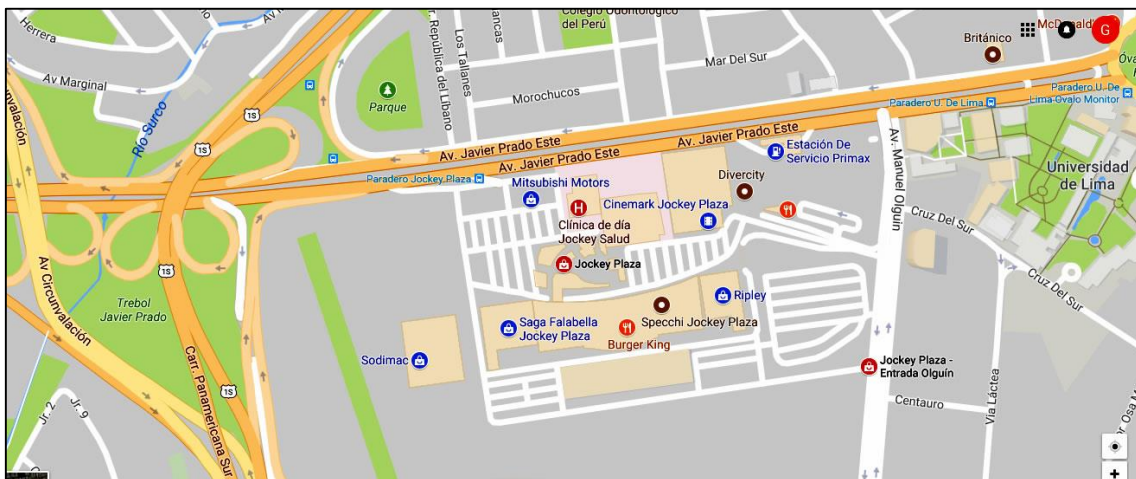 Herrera
Av Marginal
Río Surco
Parque
Av. República del Líbano
Los Tallanes
Colegio Odontológico
del Perú
Morochucos
Mar Del Sur
Británico
McDonald's
G
Paradero U. De
Lima Ovalo Monitor
Paradero U. De Lima
Av. Javier Prado Este
Av. Javier Prado Este
Av. Javier Prado Este
Paradero Jockey Plaza
Mitsubishi Motors
Estación De
Servicio Primax
Divercity
Cinemark Jockey Plaza
H
Clínica de día
Jockey Salud
Jockey Plaza
Universidad
de Lima
Av. Manuel Olguin
Cruz Del Sur
Cruz Del Sur
1S
1S
1S
1S
Av Circunvalación
Trebol
Javier Prado
Carr. Panamericana Sur
Ripley
Specchi Jockey Plaza
Saga Falabella
Jockey Plaza
Burger King
Sodimac
Jockey Plaza -
Entrada Olguín
Centauro
Vía Láctea
Jr. 2
Jr. 9
+